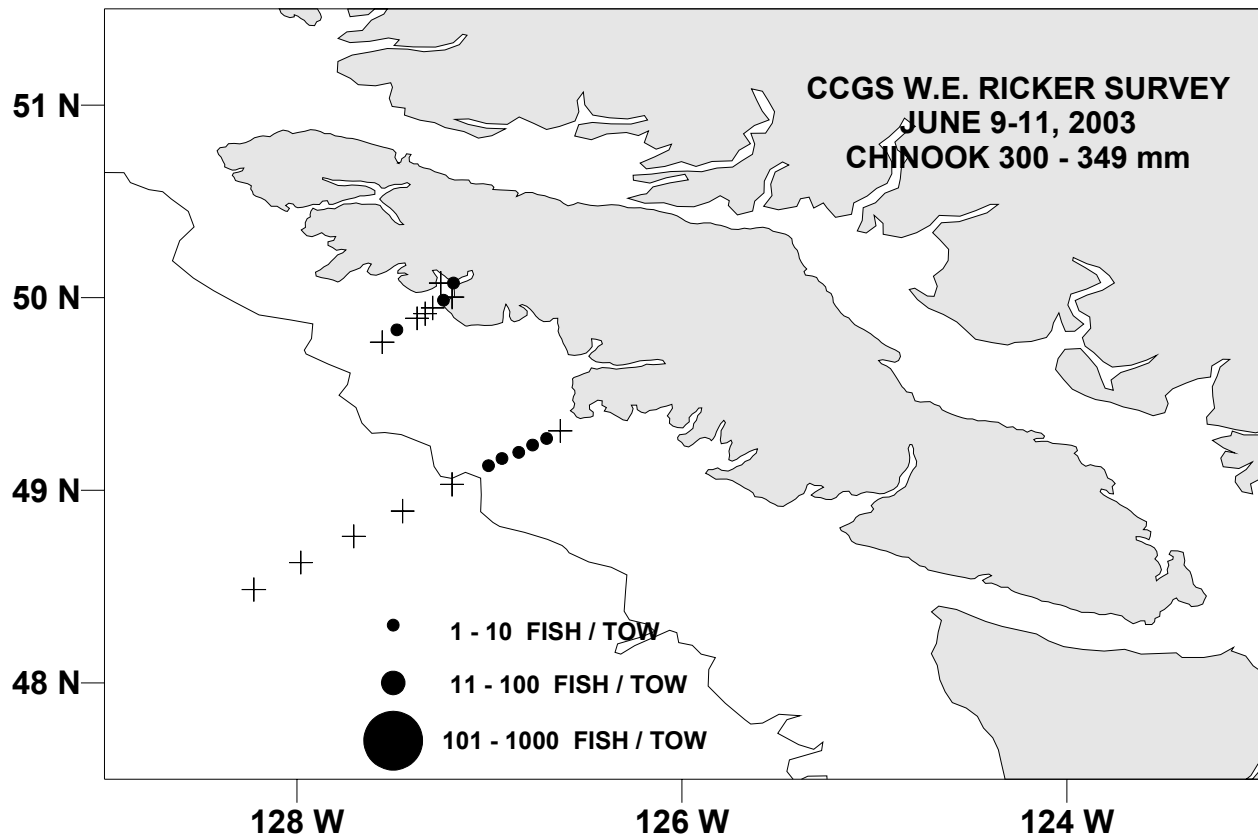 CCGS W.E. RICKER SURVEY
JUNE 9-11, 2003
CHINOOK 300 - 349 mm
51 N
50 N
49 N
48 N
1 - 10 FISH / TOW
11 - 100 FISH / TOW
101 - 1000 FISH / TOW
128 W
126 W
124 W